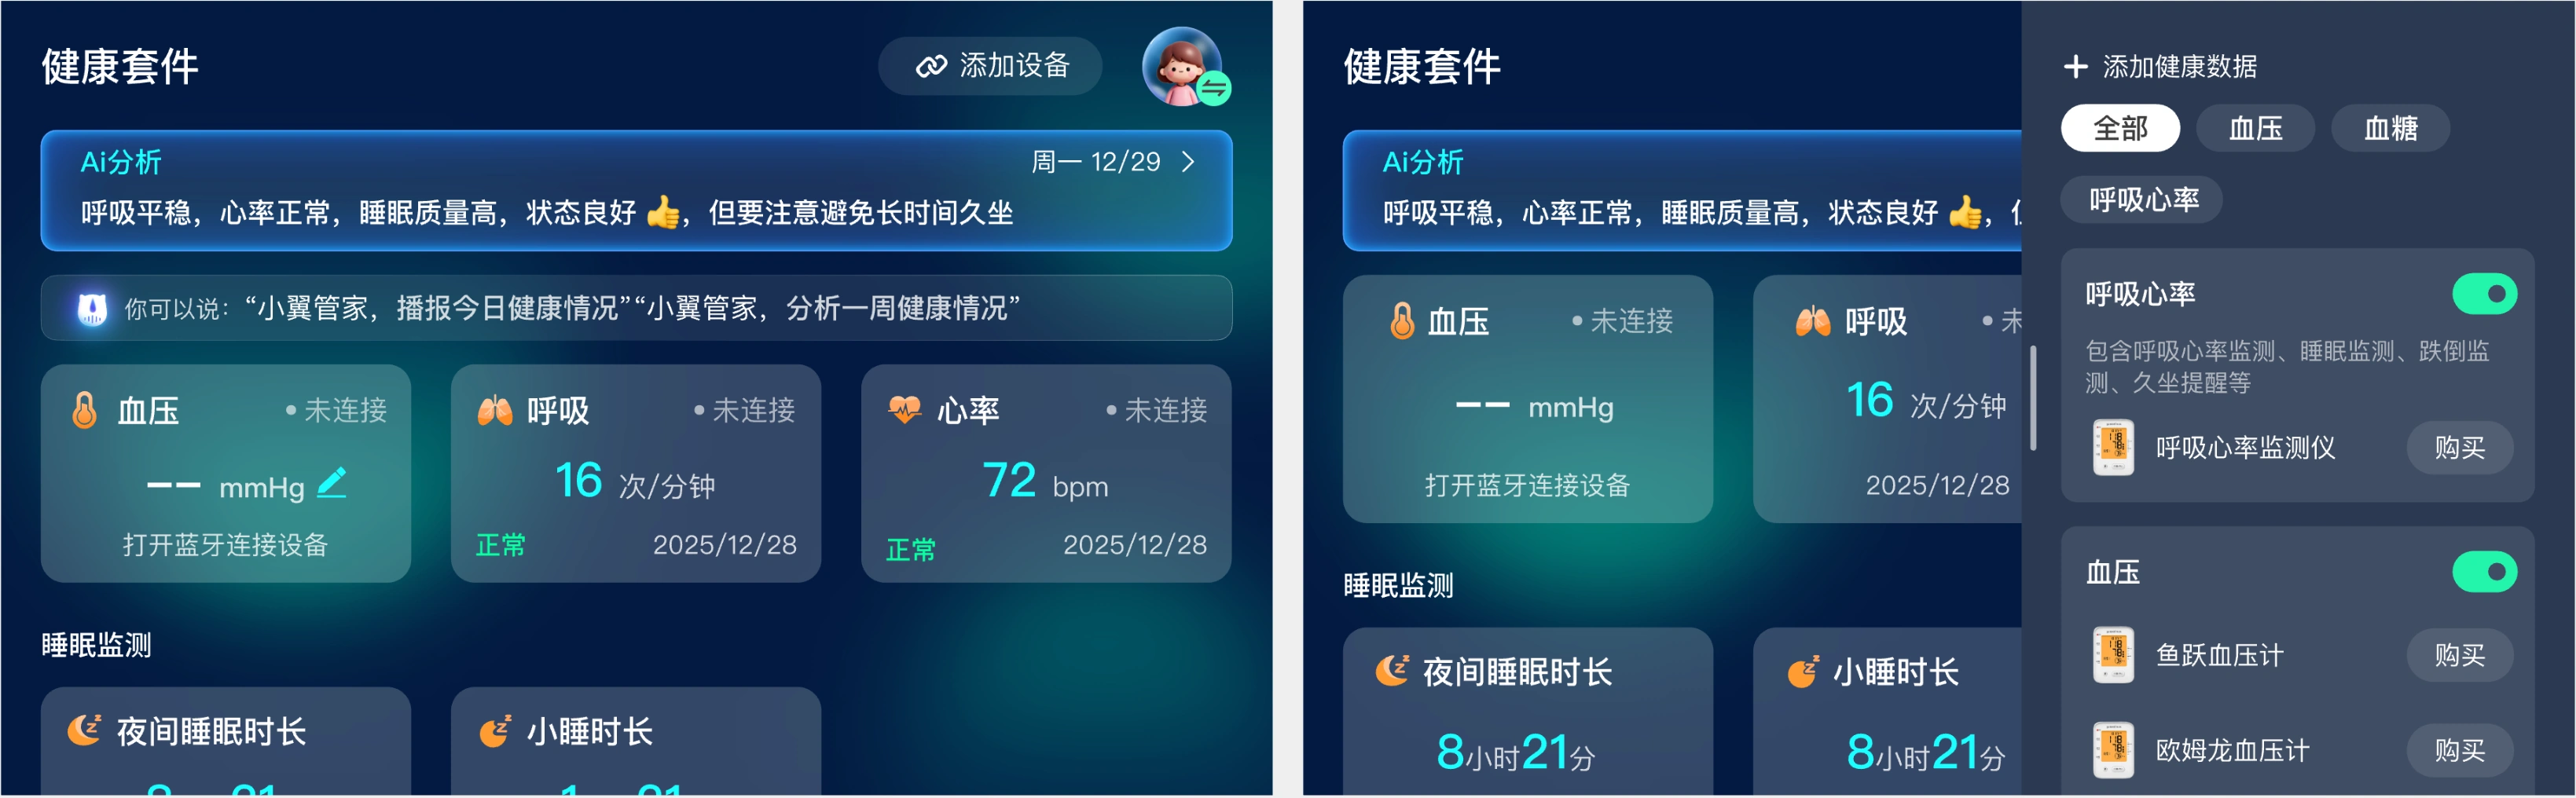 健康套件
添加设备
Ai分析
周一 12/29
呼吸平稳，心率正常，睡眠质量高，状态良好👍，但要注意避免长时间久坐
你可以说：“小翼管家，播报今日健康情况”“小翼管家，分析一周健康情况”
血压
未连接
-- mmHg
打开蓝牙连接设备
呼吸
未连接
16 次/分钟
正常
2025/12/28
心率
未连接
72 bpm
正常
2025/12/28
睡眠监测
夜间睡眠时长
小睡时长
健康套件
Ai分析
呼吸平稳，心率正常，睡眠质量高，状态良好👍，
血压
未连接
-- mmHg
打开蓝牙连接设备
呼吸
未
16 次/分钟
2025/12/28
睡眠监测
夜间睡眠时长
8小时21分
小睡时长
8小时21分
添加健康数据
全部
血压
血糖
呼吸心率
呼吸心率
包含呼吸心率监测、睡眠监测、跌倒监
测、久坐提醒等
呼吸心率监测仪
购买
血压
鱼跃血压计
购买
欧姆龙血压计
购买